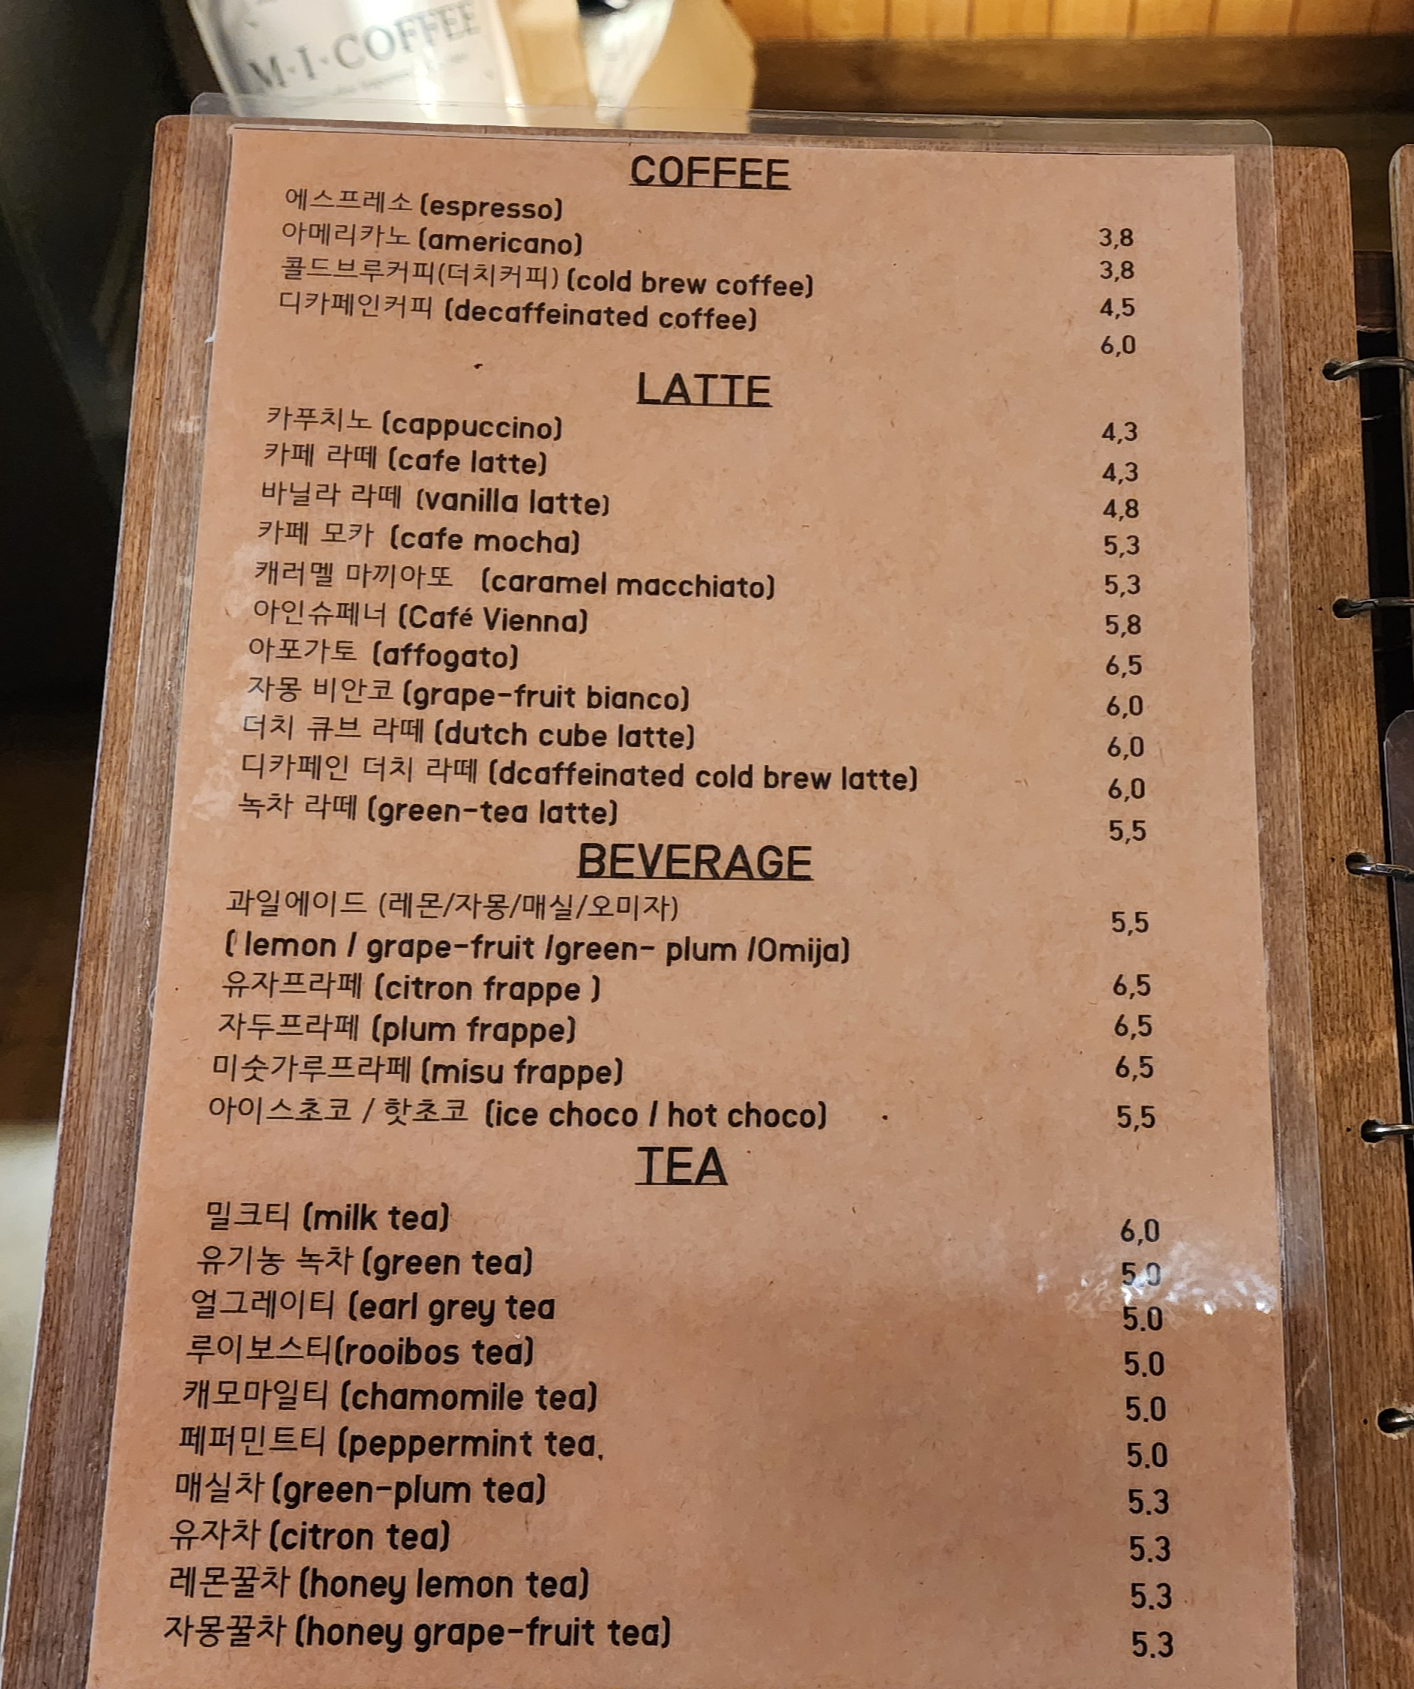 M·I·COFFEE
COFFEE
에스프레소 (espresso) 3,8
아메리카노 (americano) 3,8
콜드브루커피(더치커피) (cold brew coffee) 4,5
디카페인커피 (decaffeinated coffee) 6,0
LATTE
카푸치노 (cappuccino) 4,3
카페 라떼 (cafe latte) 4,3
바닐라 라떼 (vanilla latte) 4,8
카페 모카 (cafe mocha) 5,3
캐러멜 마끼아또 (caramel macchiato) 5,3
아인슈페너 (Café Vienna) 5,8
아포가토 (affogato) 6,5
자몽 비안코 (grape-fruit bianco) 6,0
더치 큐브 라떼 (dutch cube latte) 6,0
디카페인 더치 라떼 (dcaffeinated cold brew latte) 6,0
녹차 라떼 (green-tea latte) 5,5
BEVERAGE
과일에이드 (레몬/자몽/매실/오미자) 5,5
( lemon / grape-fruit /green- plum /Omija)
유자프라페 (citron frappe ) 6,5
자두프라페 (plum frappe) 6,5
미숫가루프라페 (misu frappe) 6,5
아이스초코 / 핫초코 (ice choco / hot choco) 5,5
TEA
밀크티 (milk tea) 6,0
유기농 녹차 (green tea) 5.0
얼그레이티 (earl grey tea 5.0
루이보스티(rooibos tea) 5.0
캐모마일티 (chamomile tea) 5.0
페퍼민트티 (peppermint tea, 5.0
매실차 (green-plum tea) 5.3
유자차 (citron tea) 5.3
레몬꿀차 (honey lemon tea) 5.3
자몽꿀차 (honey grape-fruit tea) 5.3